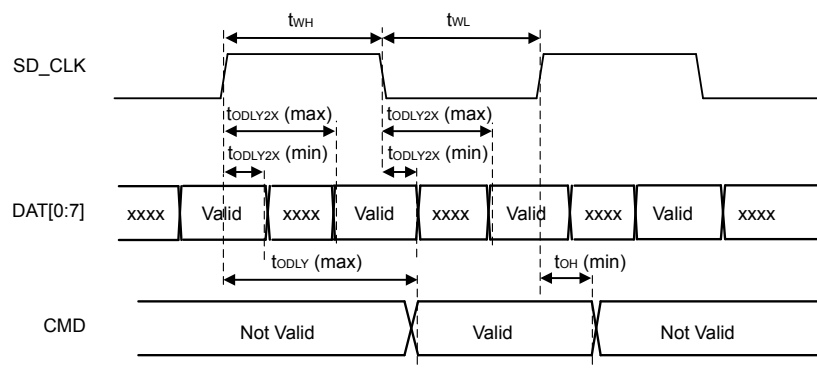 tWH tWL
SD_CLK
tODLY2X (max) tODLY2X (max)
tODLY2X (min) tODLY2X (min)
DAT[0:7] xxxx Valid xxxx Valid xxxx Valid xxxx Valid xxxx
tODLY (max) tOH (min)
CMD Not Valid Valid Not Valid